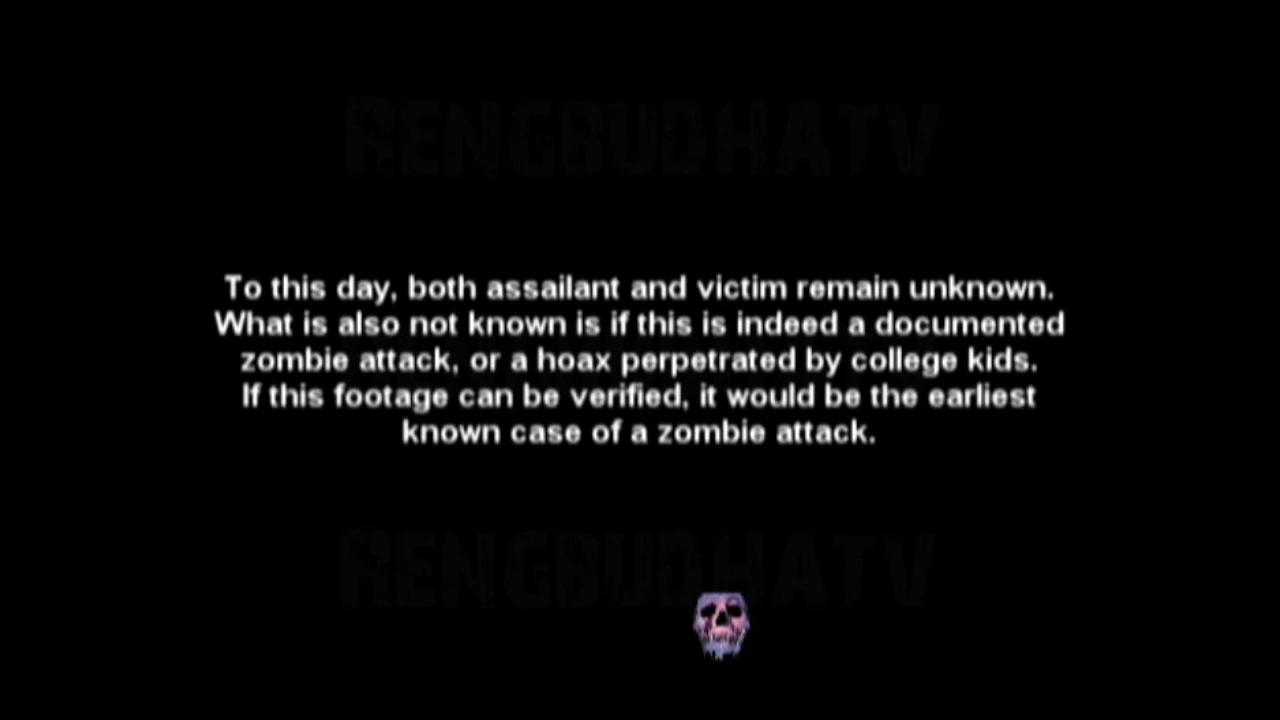 RENGBUDHATV
To this day, both assailant and victim remain unknown.
What is also not known is if this is indeed a documented
zombie attack, or a hoax perpetrated by college kids.
If this footage can be verified, it would be the earliest
known case of a zombie attack.
RENGBUDHATV